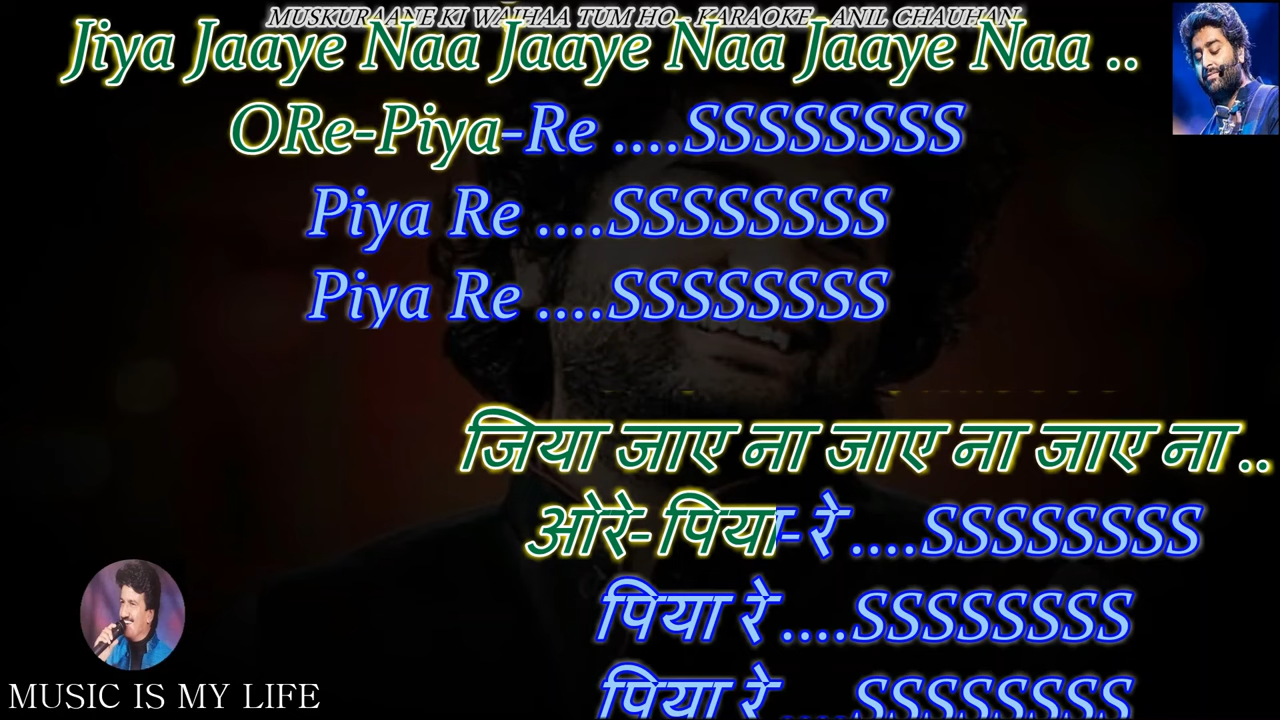 MUSKURAANE KI WAJHAA TUM HO - KARAOKE - ANIL CHAUHAN
Jiya Jaaye Naa Jaaye Naa Jaaye Naa ..
ORe-Piya-Re ....SSSSSSSS
Piya Re ....SSSSSSSS
Piya Re ....SSSSSSSS
जिया जाए ना जाए ना जाए ना ..
ओरे-पिया-रे ....SSSSSSSS
पिया रे ....SSSSSSSS
पिया रे ....SSSSSSSS
MUSIC IS MY LIFE